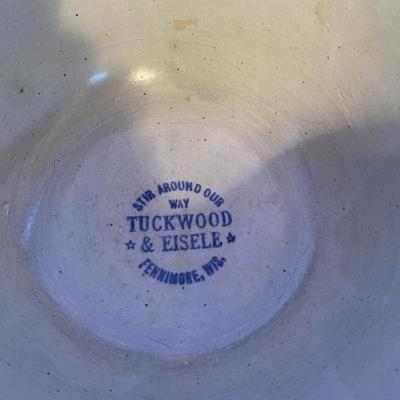 STIR AROUND OUR
WAY
TUCKWOOD
& EISELE
FENNIMORE, WIS.